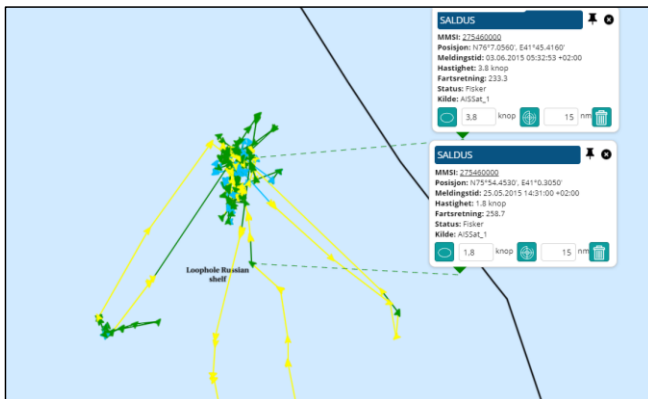 SALDUS
MMSI: 275460000
Posisjon: N76°7.0560', E41°45.4160'
Meldingstid: 03.06.2015 05:32:53 +02:00
Hastighet: 3.8 knop
Fartsretning: 233.3
Status: Fisker
Kilde: AISSat_1
3,8 knop 15 nm
SALDUS
MMSI: 275460000
Posisjon: N75°54.4530', E41°0.3050'
Meldingstid: 25.05.2015 14:31:00 +02:00
Hastighet: 1.8 knop
Fartsretning: 258.7
Status: Fisker
Kilde: AISSat_1
1,8 knop 15 nm
Loophole Russian
shelf